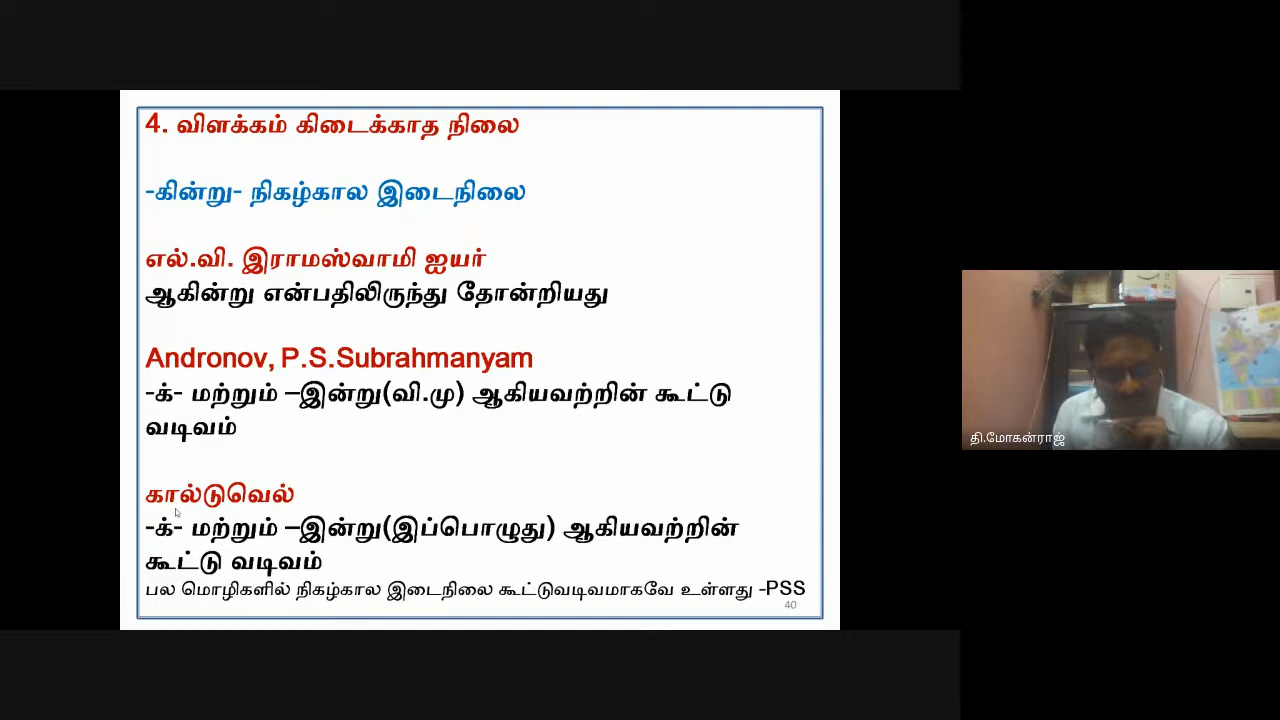 4. விளக்கம் கிடைக்காத நிலை
-கின்று- நிகழ்கால இடைநிலை
எல்.வி. இராமஸ்வாமி ஐயர்
ஆகின்று என்பதிலிருந்து தோன்றியது
Andronov, P.S.Subrahmanyam
-க்- மற்றும் –இன்று(வி.மு) ஆகியவற்றின் கூட்டு
வடிவம்
கால்டுவெல்
-க்- மற்றும் –இன்று(இப்பொழுது) ஆகியவற்றின்
கூட்டு வடிவம்
பல மொழிகளில் நிகழ்கால இடைநிலை கூட்டுவடிவமாகவே உள்ளது -PSS
40
தி.மோகன்ராஜ்